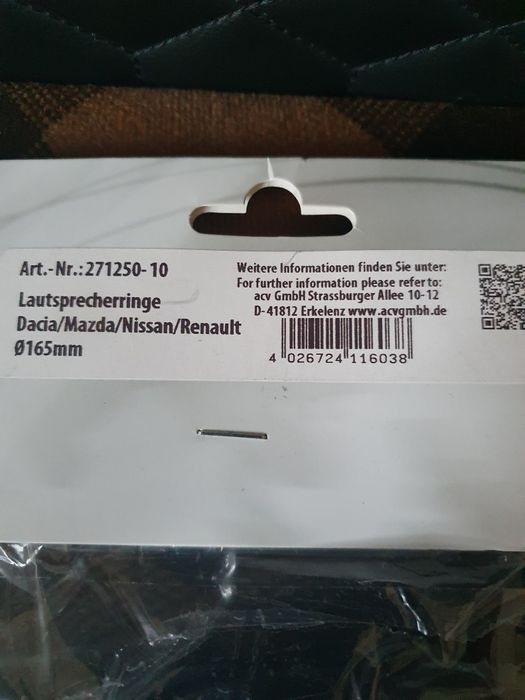 Art.-Nr.:271250-10
Lautsprecherringe
Dacia/Mazda/Nissan/Renault
Ø165mm
Weitere Informationen finden Sie unter:
For further information please refer to:
acv GmbH Strassburger Allee 10-12
D-41812 Erkelenz www.acvgmbh.de
4 026724 116038